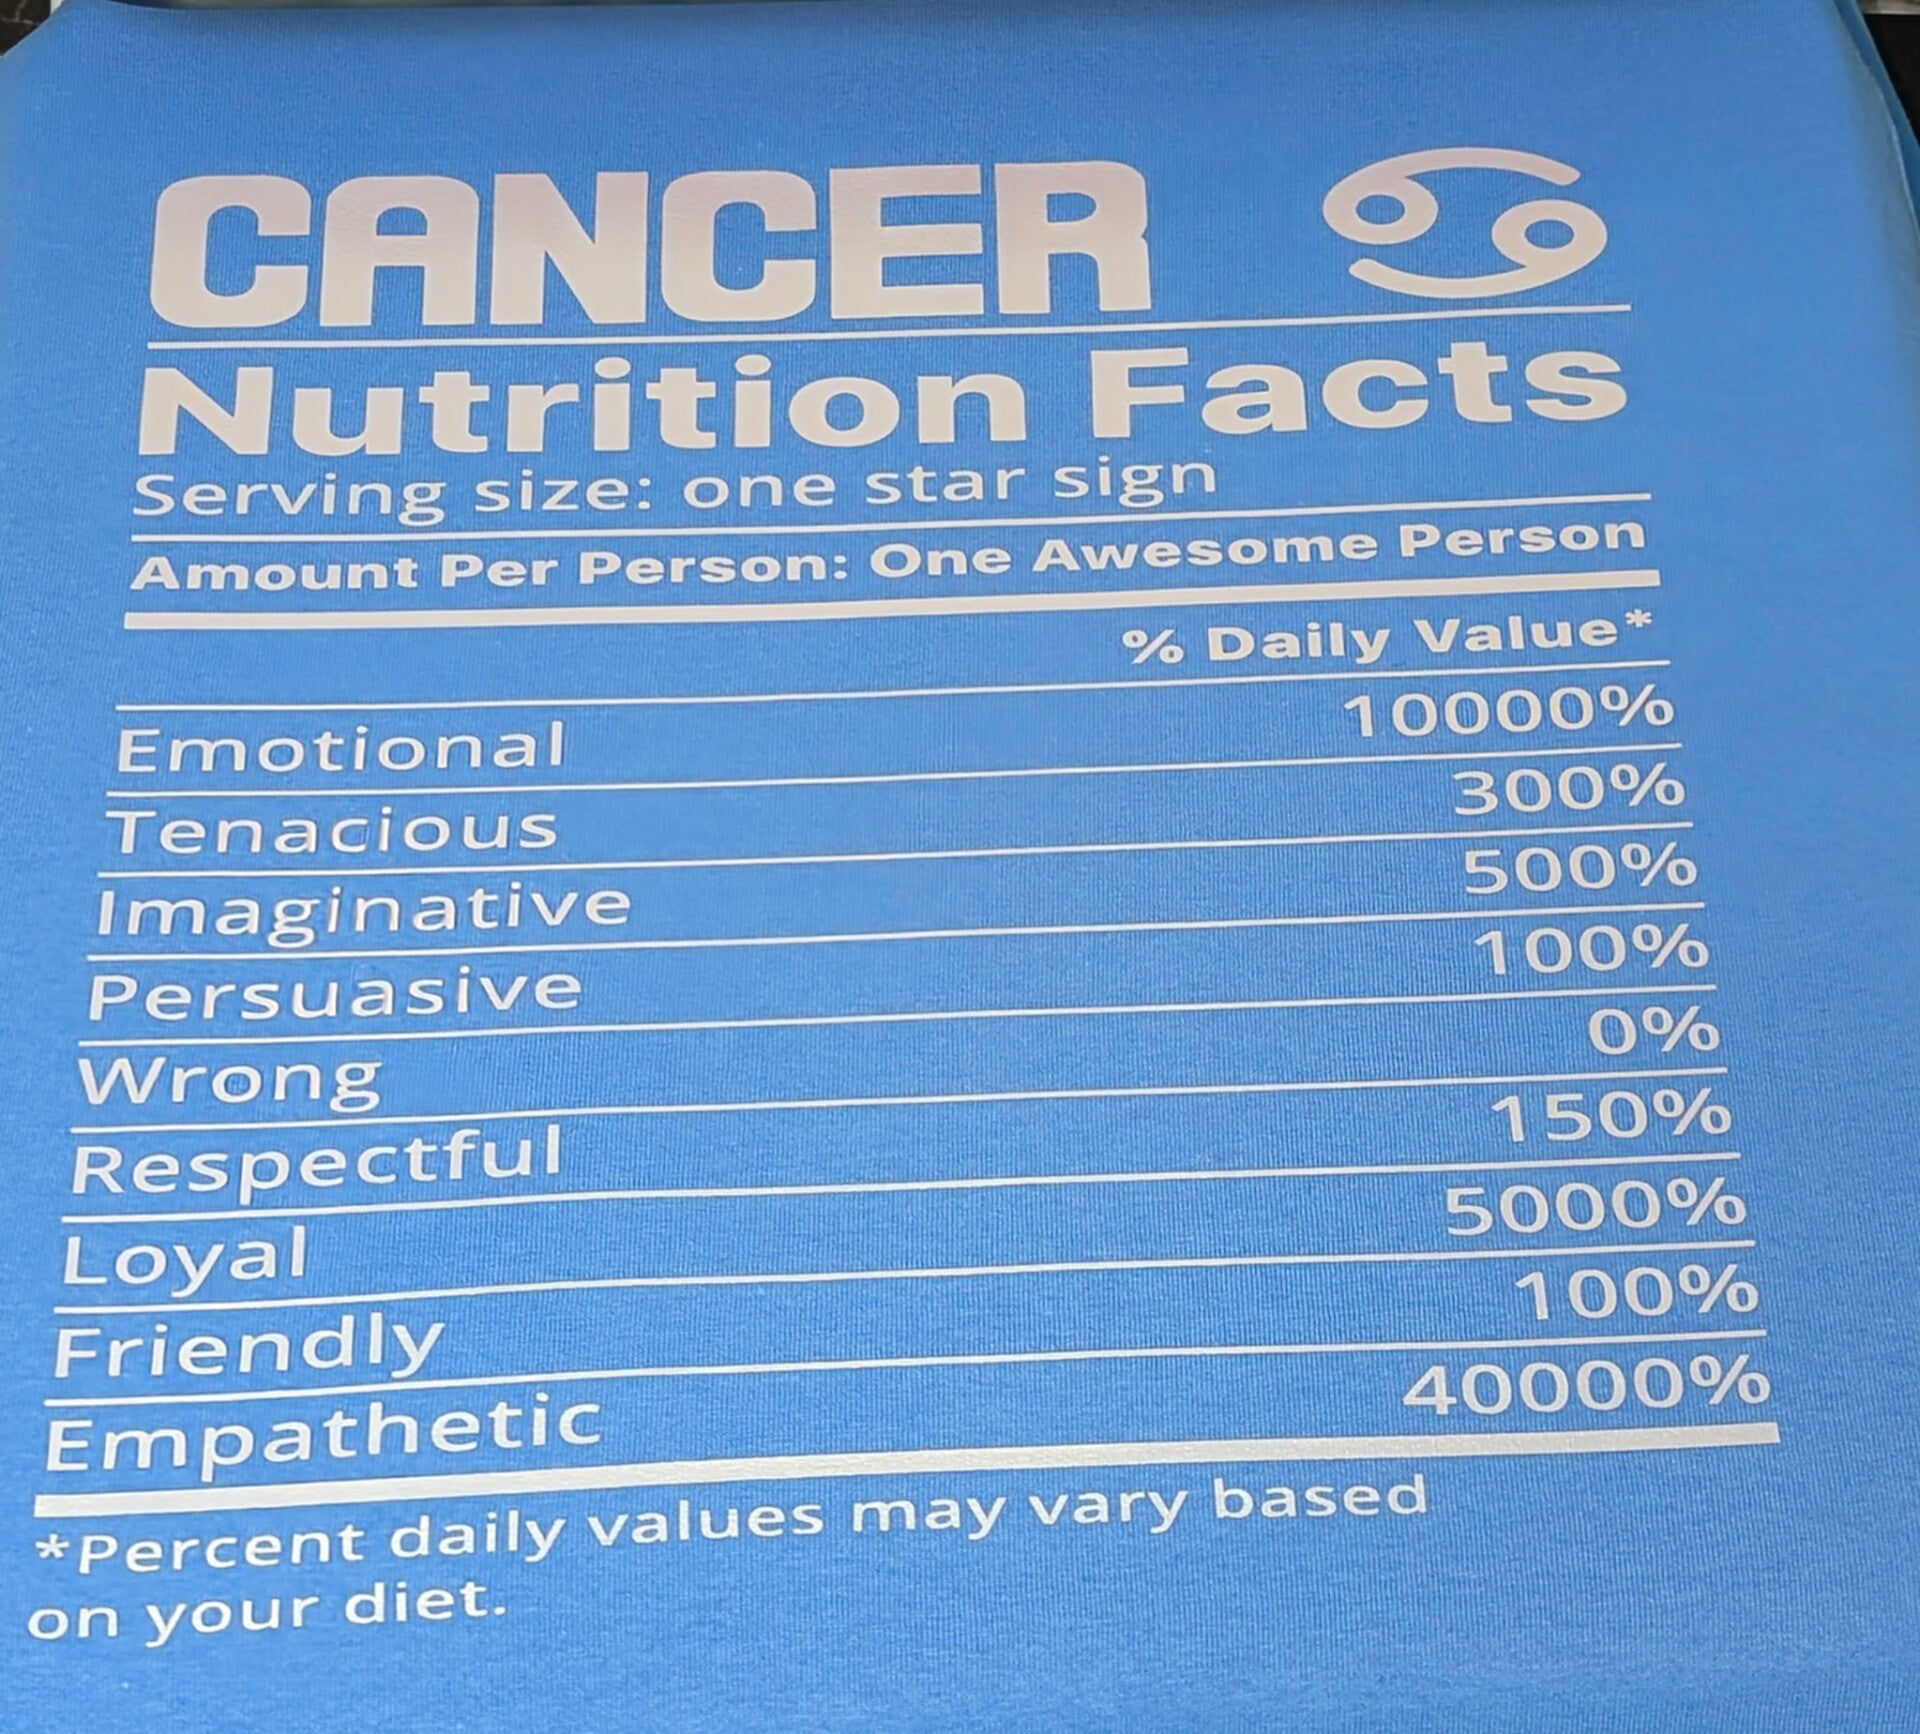 CANCER
Nutrition Facts
Serving size: one star sign
Amount Per Person: One Awesome Person
% Daily Value*
Emotional 10000%
Tenacious 300%
Imaginative 500%
Persuasive 100%
Wrong 0%
Respectful 150%
Loyal 5000%
Friendly 100%
Empathetic 40000%
*Percent daily values may vary based
on your diet.